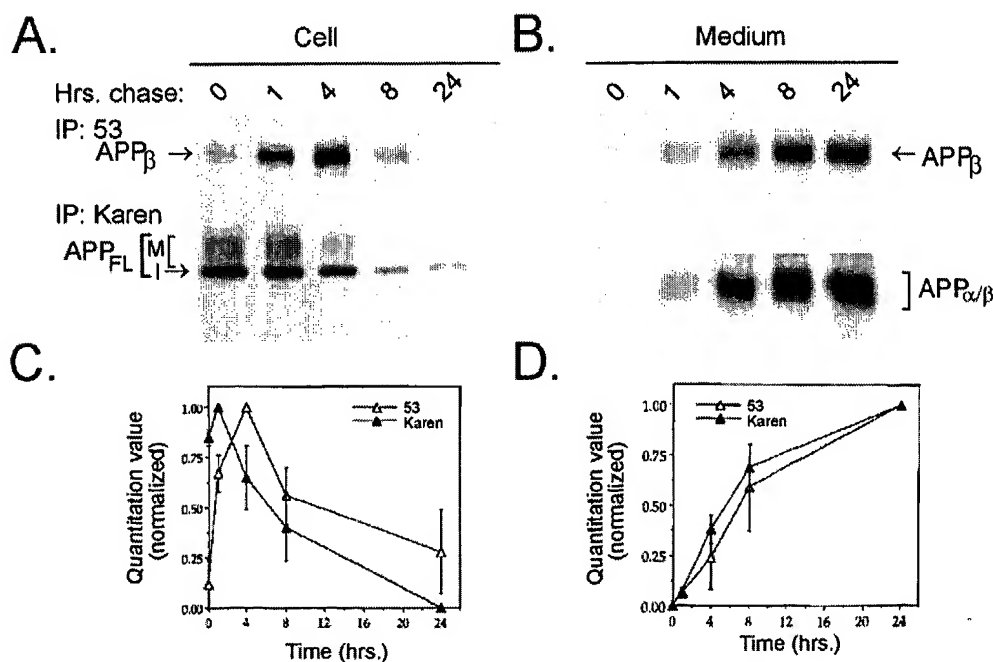 A.
Cell
Hrs. chase: 0 1 4 8 24
IP: 53
APPβ →
IP: Karen
APPFL [M[
I→
B.
Medium
0 1 4 8 24
← APPβ
] APPα/β
C.
Quantitation value
(normalized)
1.00
0.75
0.50
0.25
0.00
53
Karen
0 4 8 12 16 20 24
Time (hrs.)
D.
Quantitation value
(normalized)
1.00
0.75
0.50
0.25
0.00
53
Karen
0 4 8 12 16 20 24
Time (hrs.)